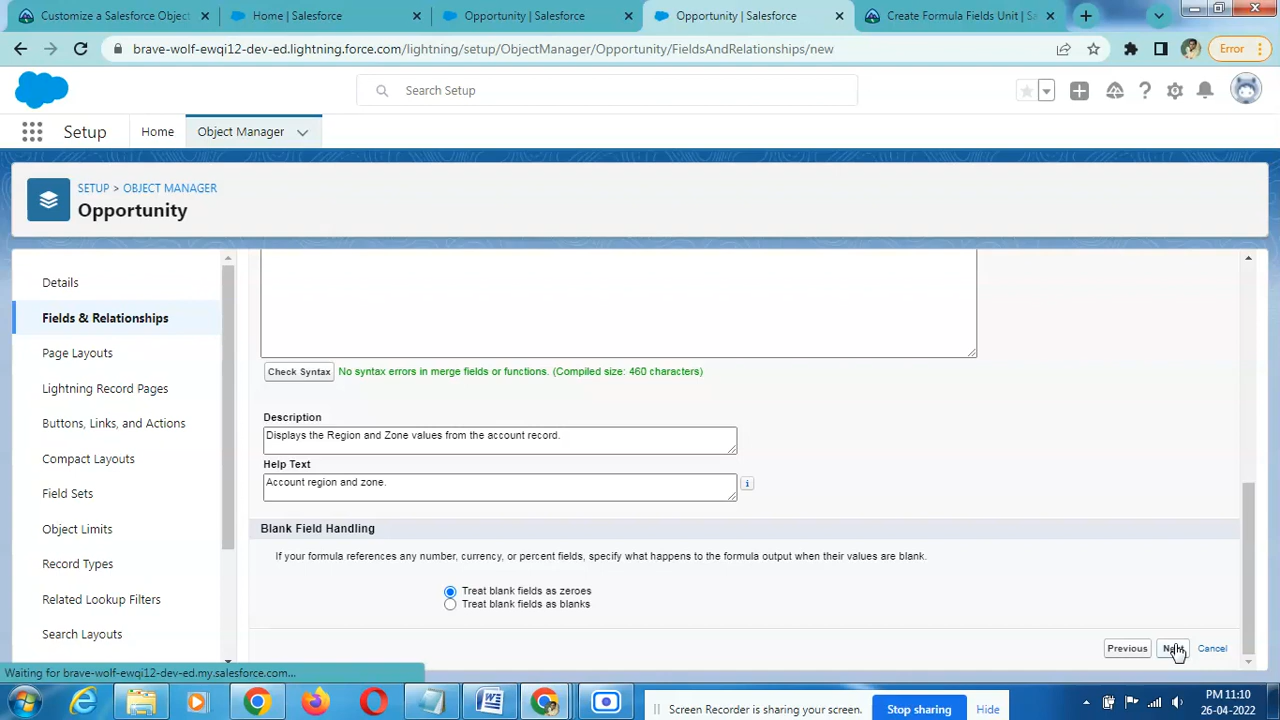 Customize a Salesforce Object
Home | Salesforce
Opportunity | Salesforce
Opportunity | Salesforce
Create Formula Fields Unit | Sa
brave-wolf-ewqi12-dev-ed.lightning.force.com/lightning/setup/ObjectManager/Opportunity/FieldsAndRelationships/new
Error
Search Setup
Setup
Home
Object Manager
SETUP > OBJECT MANAGER
Opportunity
Details
Fields & Relationships
Page Layouts
Lightning Record Pages
Buttons, Links, and Actions
Compact Layouts
Field Sets
Object Limits
Record Types
Related Lookup Filters
Search Layouts
Check Syntax
No syntax errors in merge fields or functions. (Compiled size: 460 characters)
Description
Displays the Region and Zone values from the account record.
Help Text
Account region and zone.
Blank Field Handling
If your formula references any number, currency, or percent fields, specify what happens to the formula output when their values are blank.
Treat blank fields as zeroes
Treat blank fields as blanks
Previous
Next
Cancel
Waiting for brave-wolf-ewqi12-dev-ed.my.salesforce.com...
Screen Recorder is sharing your screen.
Stop sharing
Hide
PM 11:10
26-04-2022